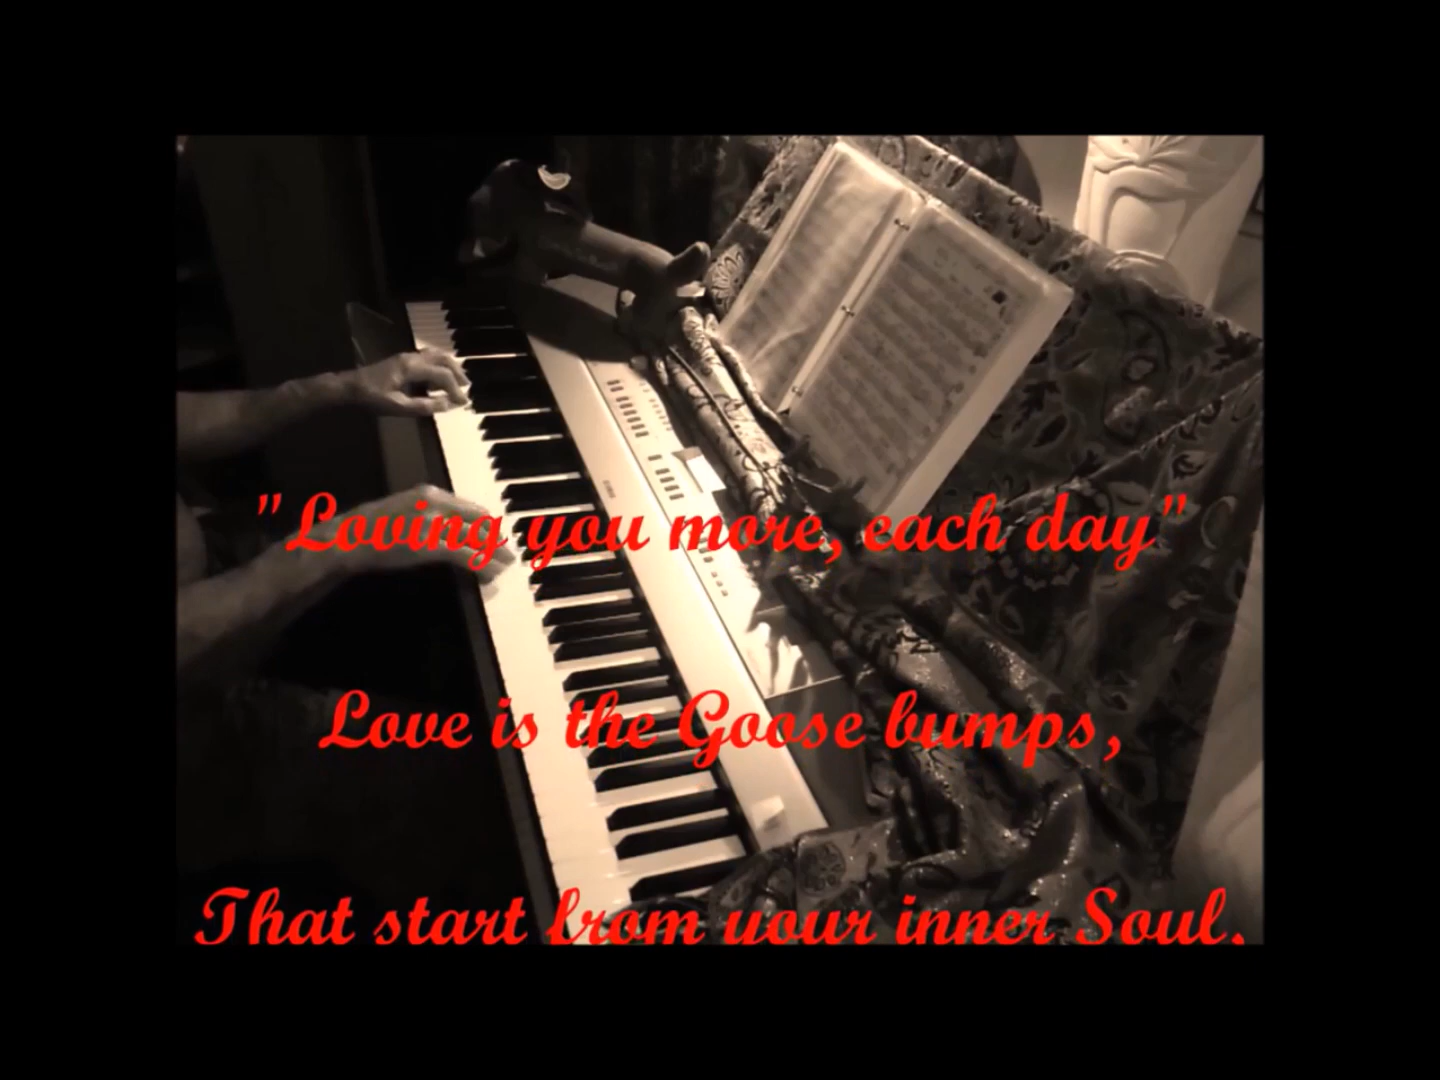 "Loving you more, each day"
Love is the Goose bumps,
That start from your inner Soul.